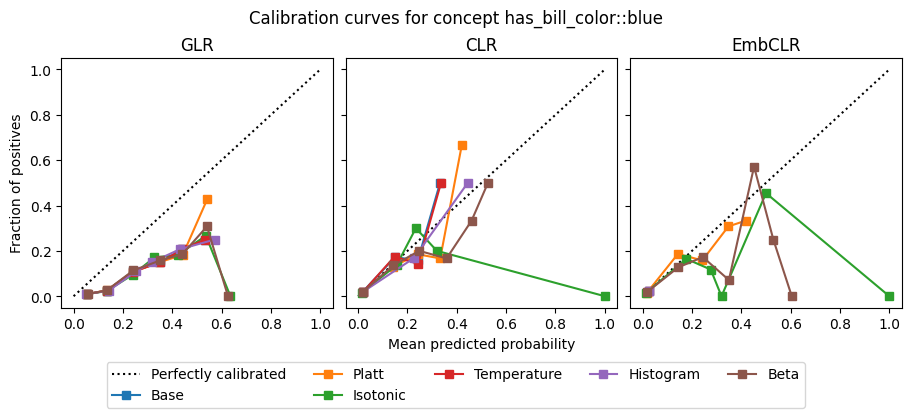 Calibration curves for concept has_bill_color::blue
GLR
CLR
EmbCLR
1.0
0.8
0.6
0.4
0.2
0.0
Fraction of positives
0.0 0.2 0.4 0.6 0.8 1.0
0.0 0.2 0.4 0.6 0.8 1.0
0.0 0.2 0.4 0.6 0.8 1.0
Mean predicted probability
Perfectly calibrated Platt Temperature Histogram Beta
Base Isotonic